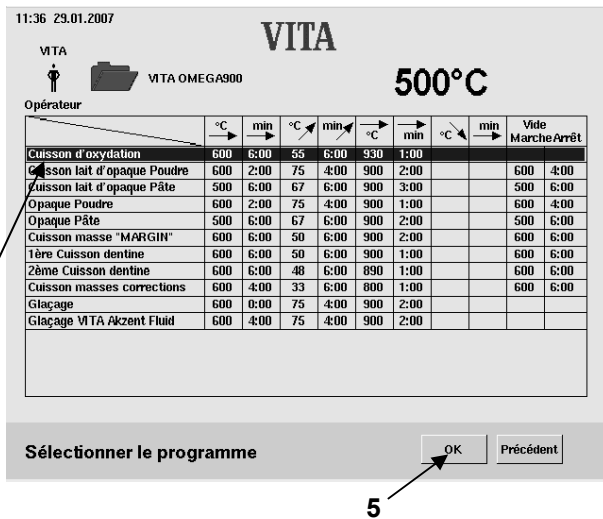 11:36 29.01.2007
VITA
VITA
VITA OMEGA900
500°C
Opérateur
°C min °C min °C min °C min Vide
Marche Arrêt
Cuisson d'oxydation 600 6:00 55 6:00 930 1:00
Cuisson lait d'opaque Poudre 600 2:00 75 4:00 900 2:00 600 4:00
Cuisson lait d'opaque Pâte 500 6:00 67 6:00 900 3:00 500 6:00
Opaque Poudre 600 2:00 75 4:00 900 1:00 600 4:00
Opaque Pâte 500 6:00 67 6:00 900 2:00 500 6:00
Cuisson masse "MARGIN" 600 6:00 50 6:00 900 2:00 600 6:00
1ère Cuisson dentine 600 6:00 50 6:00 900 1:00 600 6:00
2ème Cuisson dentine 600 6:00 48 6:00 890 1:00 600 6:00
Cuisson masses corrections 600 4:00 33 6:00 800 1:00 600 6:00
Glaçage 600 0:00 75 4:00 900 2:00
Glaçage VITA Akzent Fluid 600 4:00 75 4:00 900 2:00
Sélectionner le programme
OK
Précédent
5